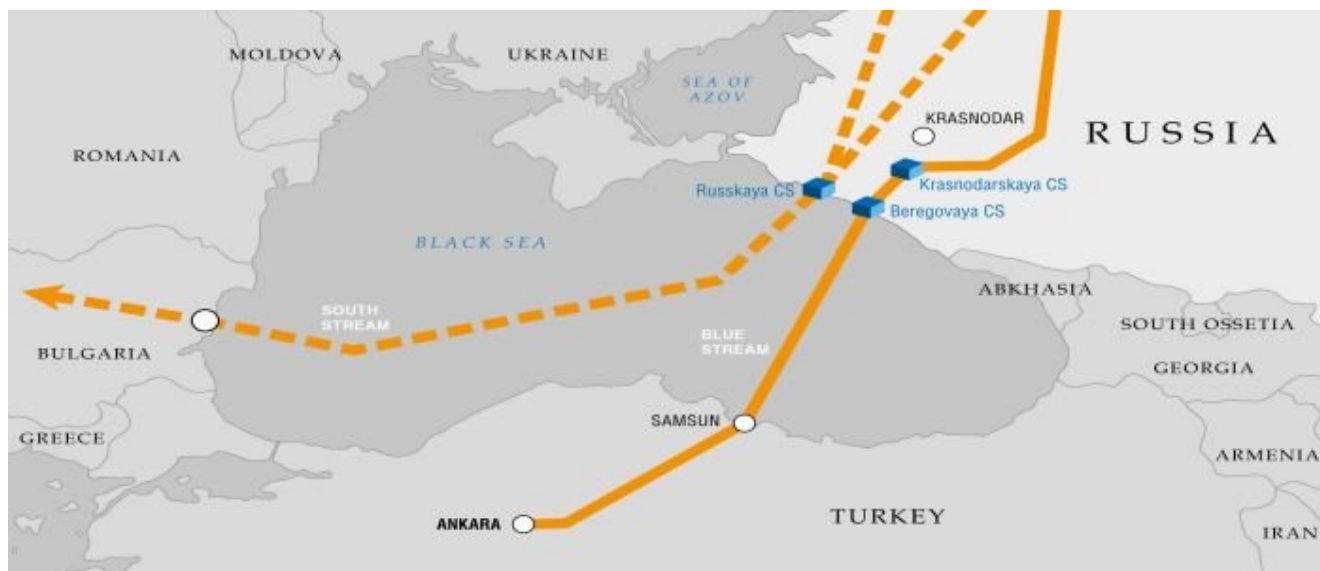 MOLDOVA
UKRAINE
SEA OF
AZOV
KRASNODAR
RUSSIA
ROMANIA
Russkaya CS
Krasnodarskaya CS
Beregovaya CS
BLACK SEA
ABKHASIA
SOUTH
STREAM
SOUTH OSSETIA
BLUE
STREAM
BULGARIA
GEORGIA
SAMSUN
GREECE
ARMENIA
ANKARA
TURKEY
IRAN